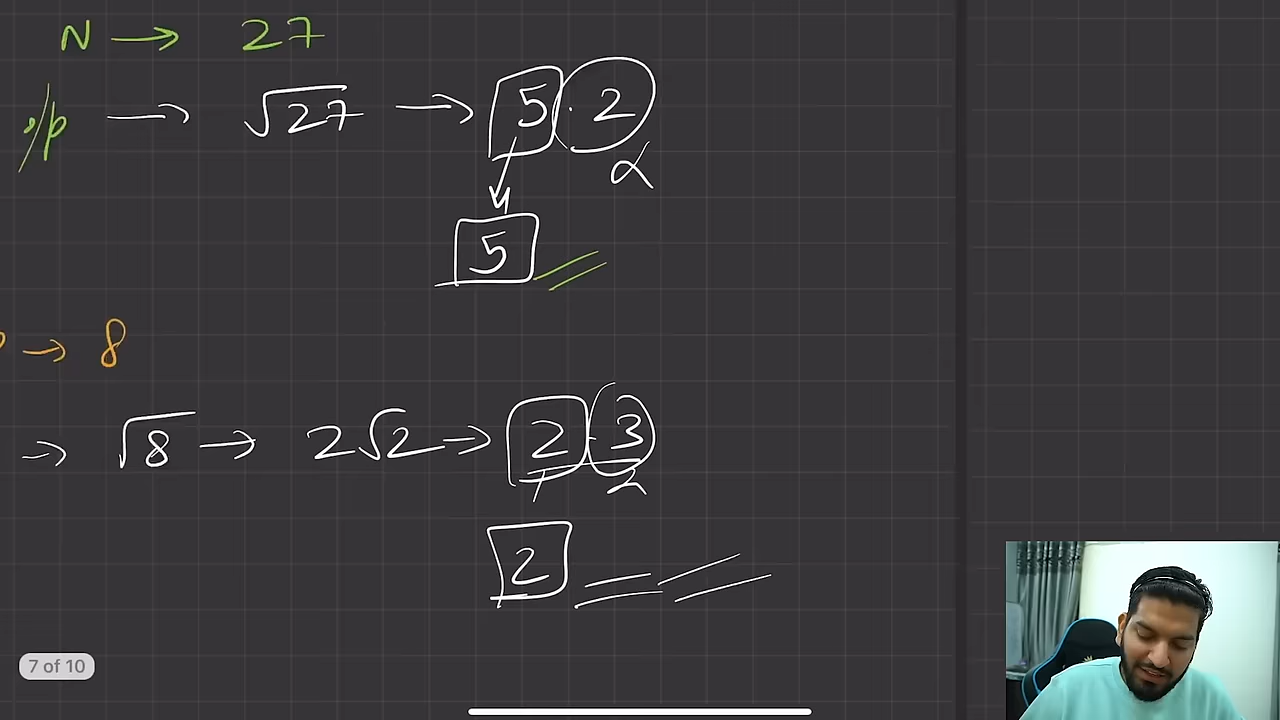 N → 27
o/p → √27 → 5.2
5
→ 8
→ √8 → 2√2 → 2.3
2
7 of 10